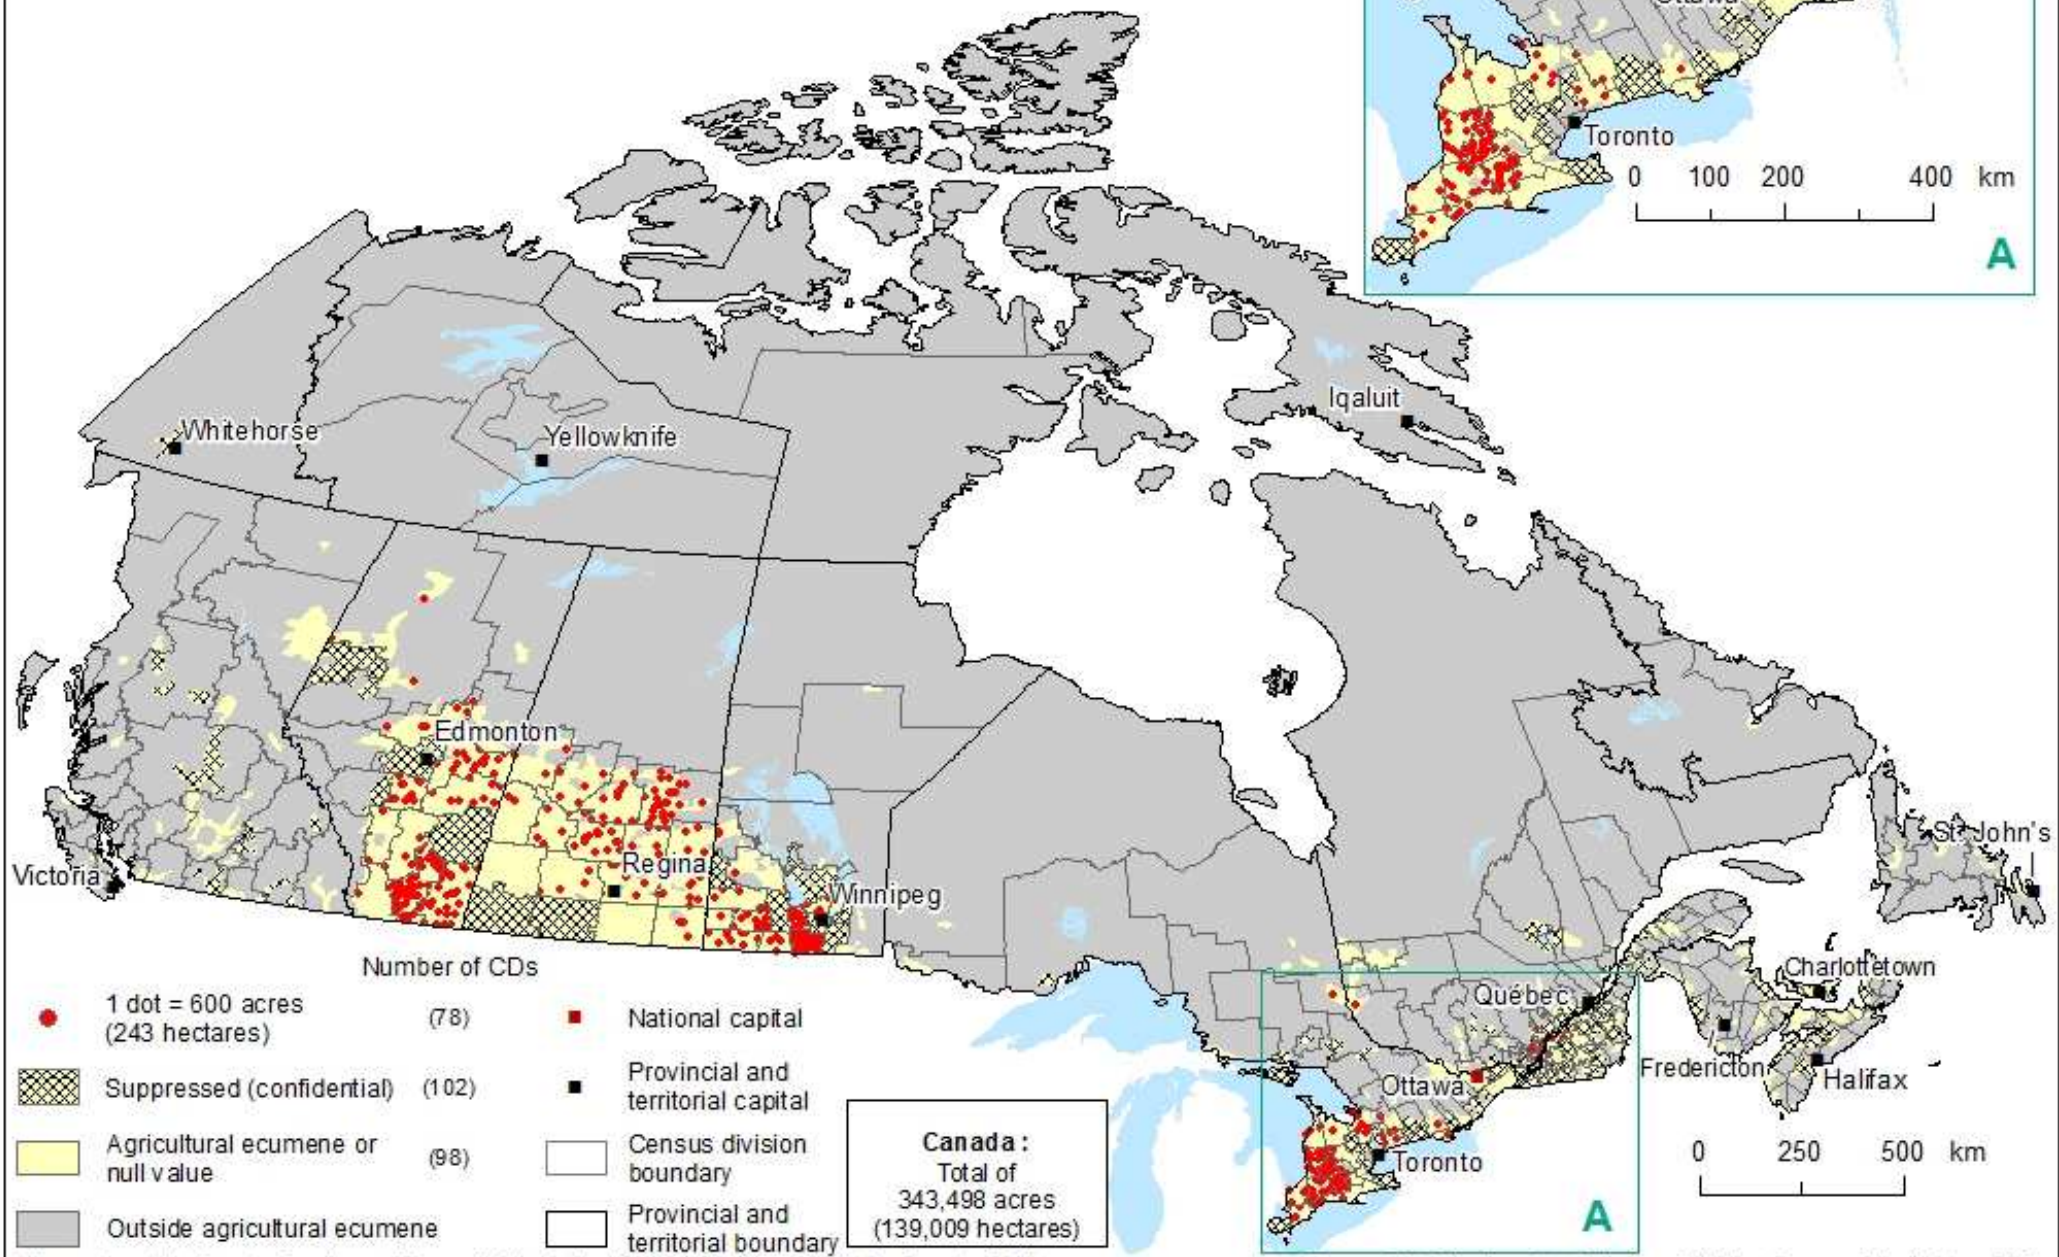 Ottawa
Toronto
0 100 200 400 km
A
Iqaluit
Whitehorse
Yellowknife
Edmonton
Regina
Victoria
Winnipeg
St. John's
Charlottetown
Québec
Fredericton
Halifax
Ottawa
Toronto
0 250 500 km
A
Number of CDs
1 dot = 600 acres
(243 hectares)
(78)
Suppressed (confidential)
(102)
Agricultural ecumene or
null value
(98)
Outside agricultural ecumene
National capital
Provincial and
territorial capital
Census division
boundary
Provincial and
territorial boundary
Canada:
Total of
343,498 acres
(139,009 hectares)